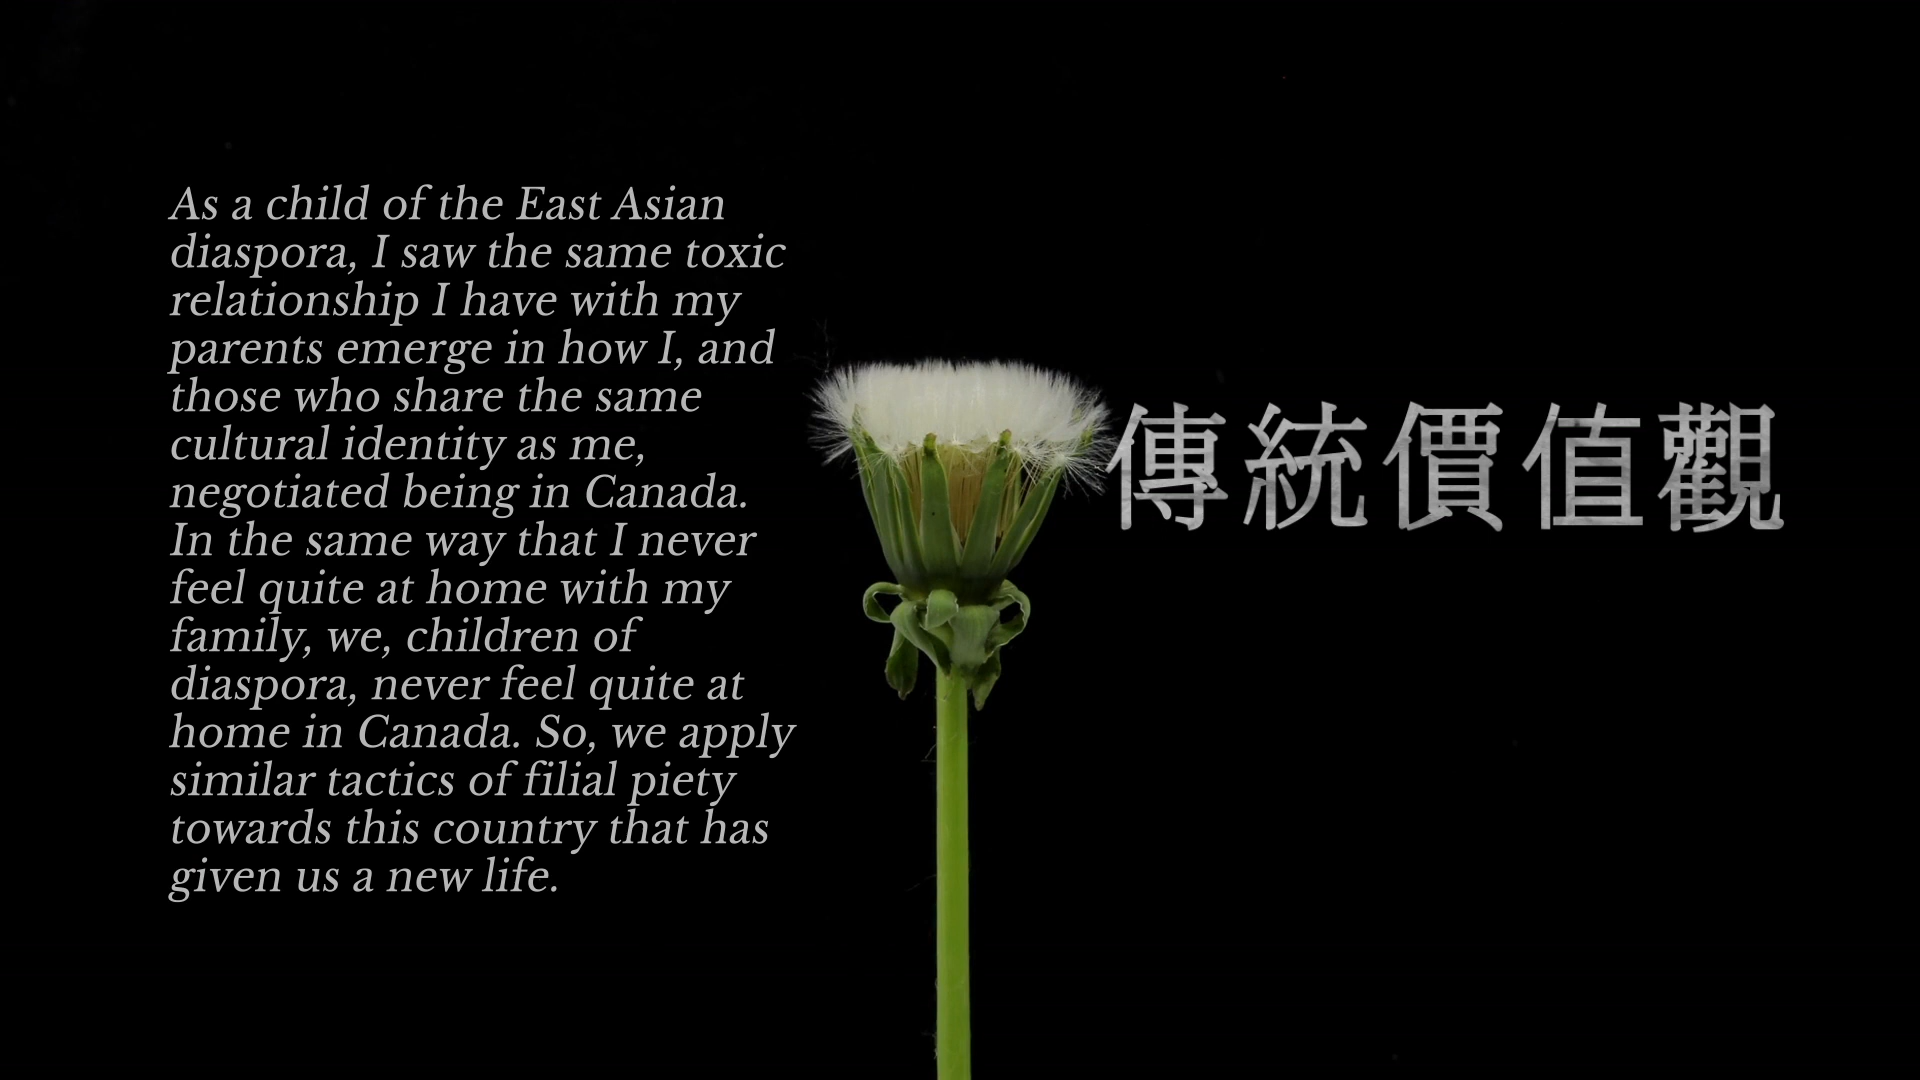 As a child of the East Asian
diaspora, I saw the same toxic
relationship I have with my
parents emerge in how I, and
those who share the same
cultural identity as me,
negotiated being in Canada.
In the same way that I never
feel quite at home with my
family, we, children of
diaspora, never feel quite at
home in Canada. So, we apply
similar tactics of filial piety
towards this country that has
given us a new life.
傳統價值觀